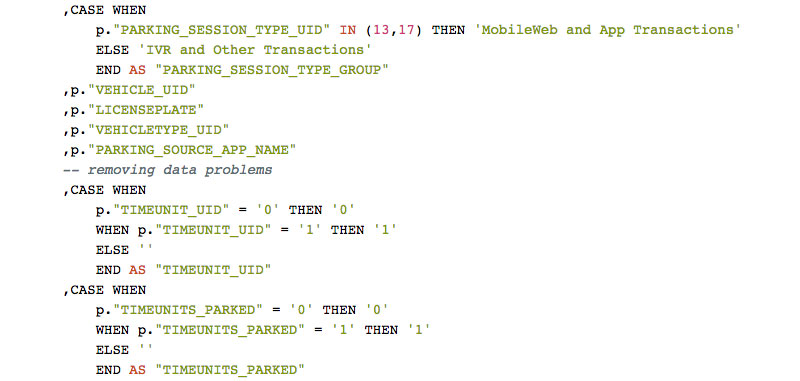 ,CASE WHEN
p."PARKING_SESSION_TYPE_UID" IN (13,17) THEN 'MobileWeb and App Transactions'
ELSE 'IVR and Other Transactions'
END AS "PARKING_SESSION_TYPE_GROUP"
,p."VEHICLE_UID"
,p."LICENSEPLATE"
,p."VEHICLETYPE_UID"
,p."PARKING_SOURCE_APP_NAME"
-- removing data problems
,CASE WHEN
p."TIMEUNIT_UID" = '0' THEN '0'
WHEN p."TIMEUNIT_UID" = '1' THEN '1'
ELSE ''
END AS "TIMEUNIT_UID"
,CASE WHEN
p."TIMEUNITS_PARKED" = '0' THEN '0'
WHEN p."TIMEUNITS_PARKED" = '1' THEN '1'
ELSE ''
END AS "TIMEUNITS_PARKED"